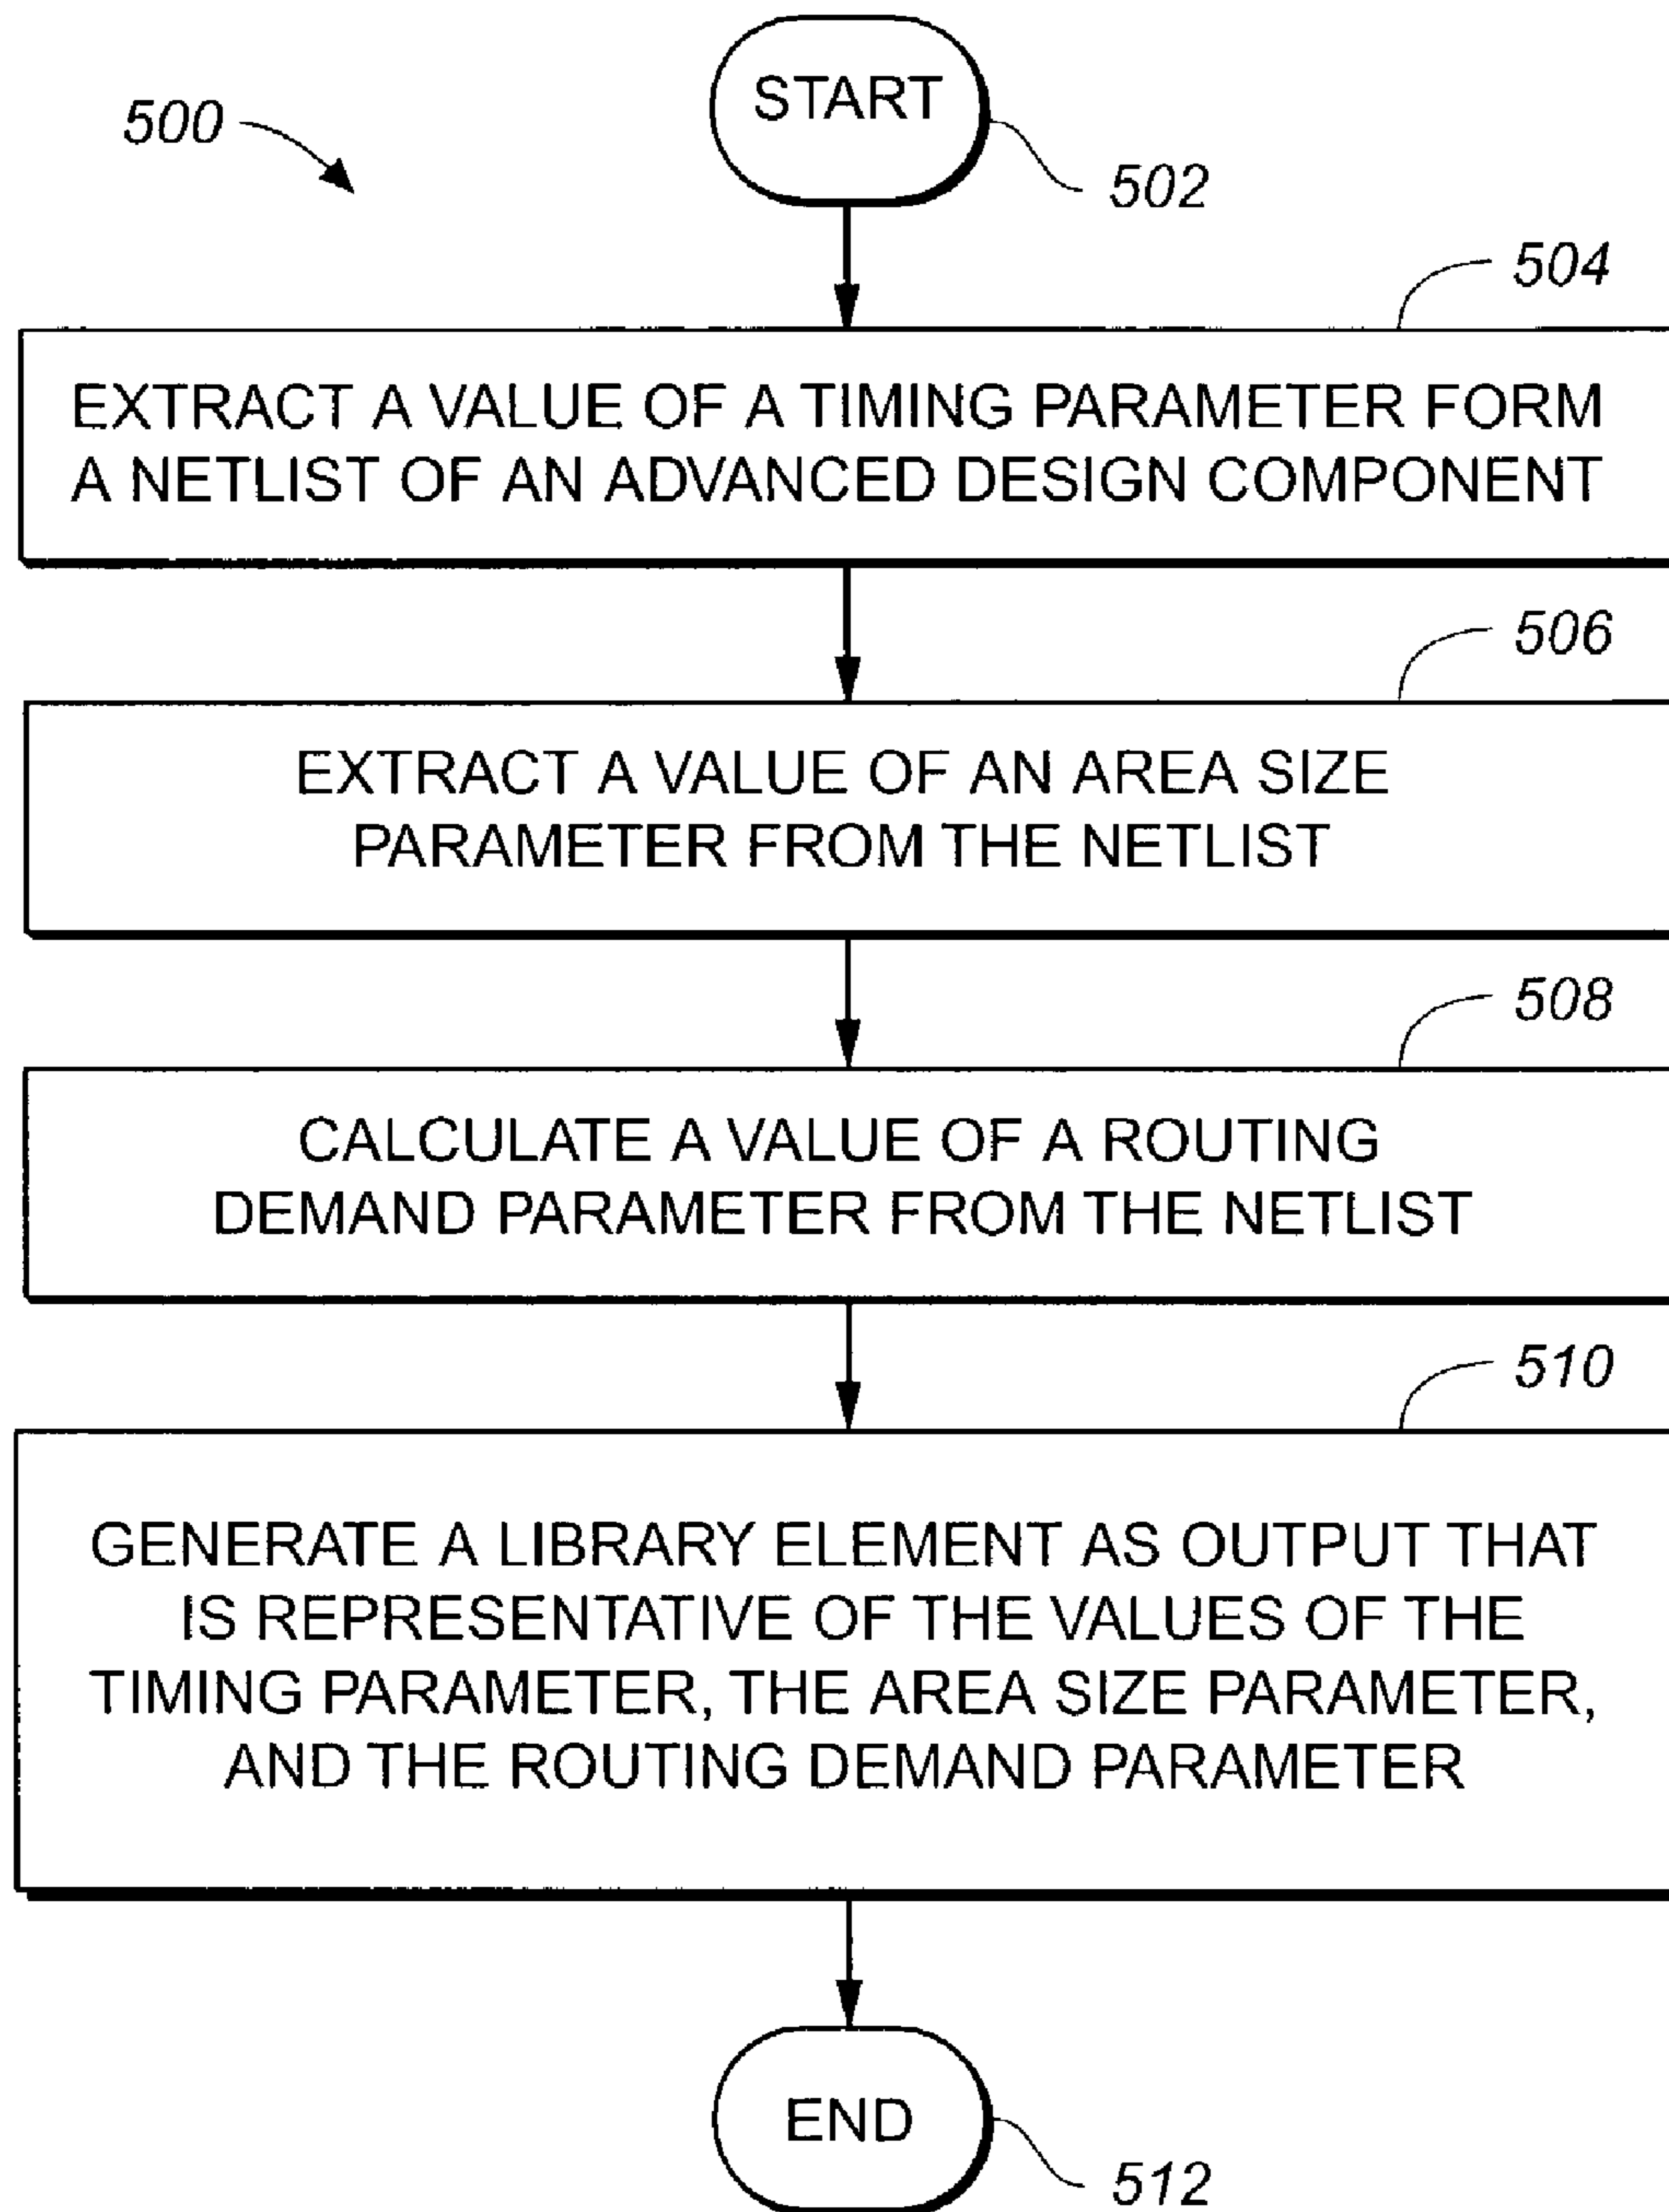 START
500
502
504
EXTRACT A VALUE OF A TIMING PARAMETER FORM
A NETLIST OF AN ADVANCED DESIGN COMPONENT
506
EXTRACT A VALUE OF AN AREA SIZE
PARAMETER FROM THE NETLIST
508
CALCULATE A VALUE OF A ROUTING
DEMAND PARAMETER FROM THE NETLIST
510
GENERATE A LIBRARY ELEMENT AS OUTPUT THAT
IS REPRESENTATIVE OF THE VALUES OF THE
TIMING PARAMETER, THE AREA SIZE PARAMETER,
AND THE ROUTING DEMAND PARAMETER
END
512